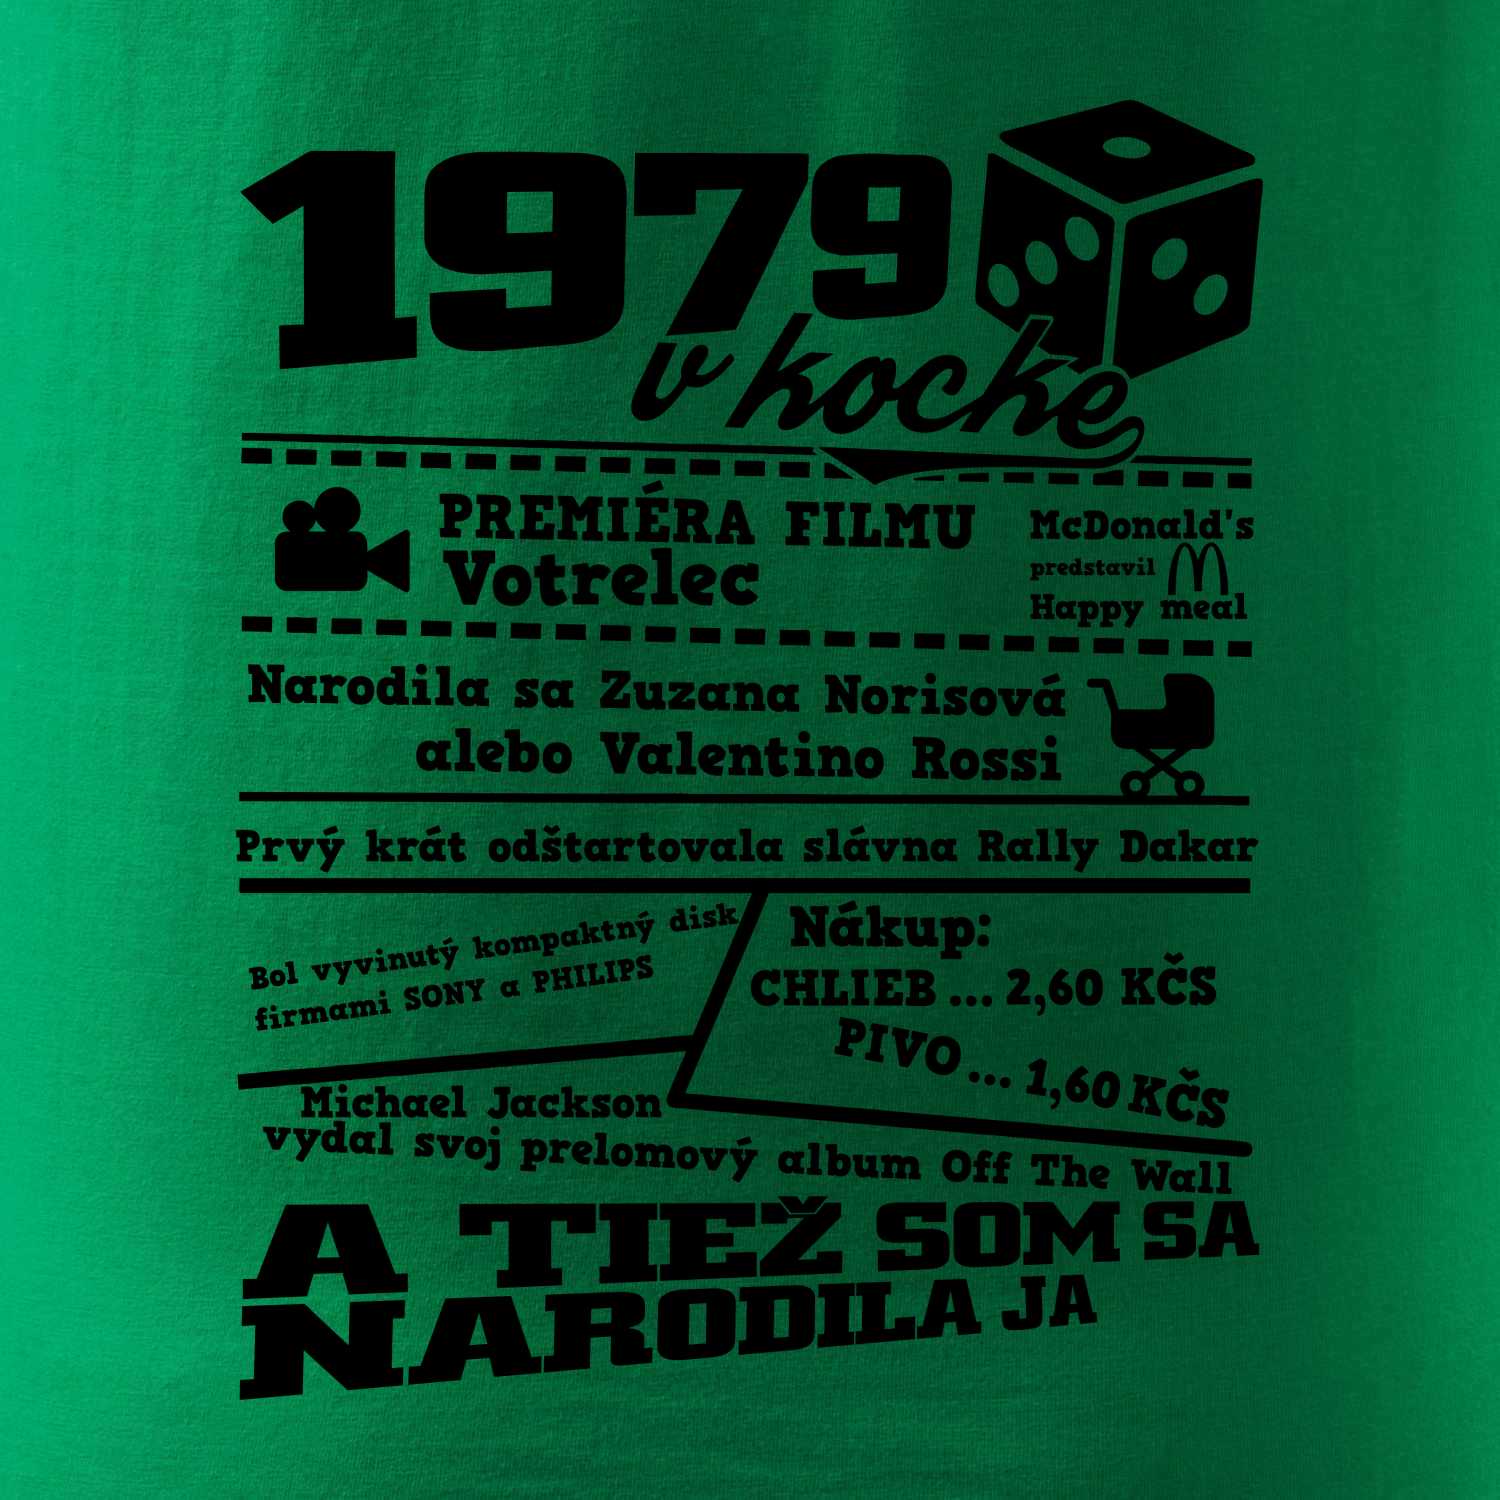 1979
v kocke
PREMIÉRA FILMU
Votrelec
McDonald's
predstavil
Happy meal
Narodila sa Zuzana Norisová
alebo Valentino Rossi
Prvý krát odštartovala slávna Rally Dakar
Bol vyvinutý kompaktný disk
firmami SONY a PHILIPS
Nákup:
CHLIEB ... 2,60 KČS
PIVO ... 1,60 KČS
Michael Jackson
vydal svoj prelomový album Off The Wall
A TIEŽ SOM SA
NARODILA JA